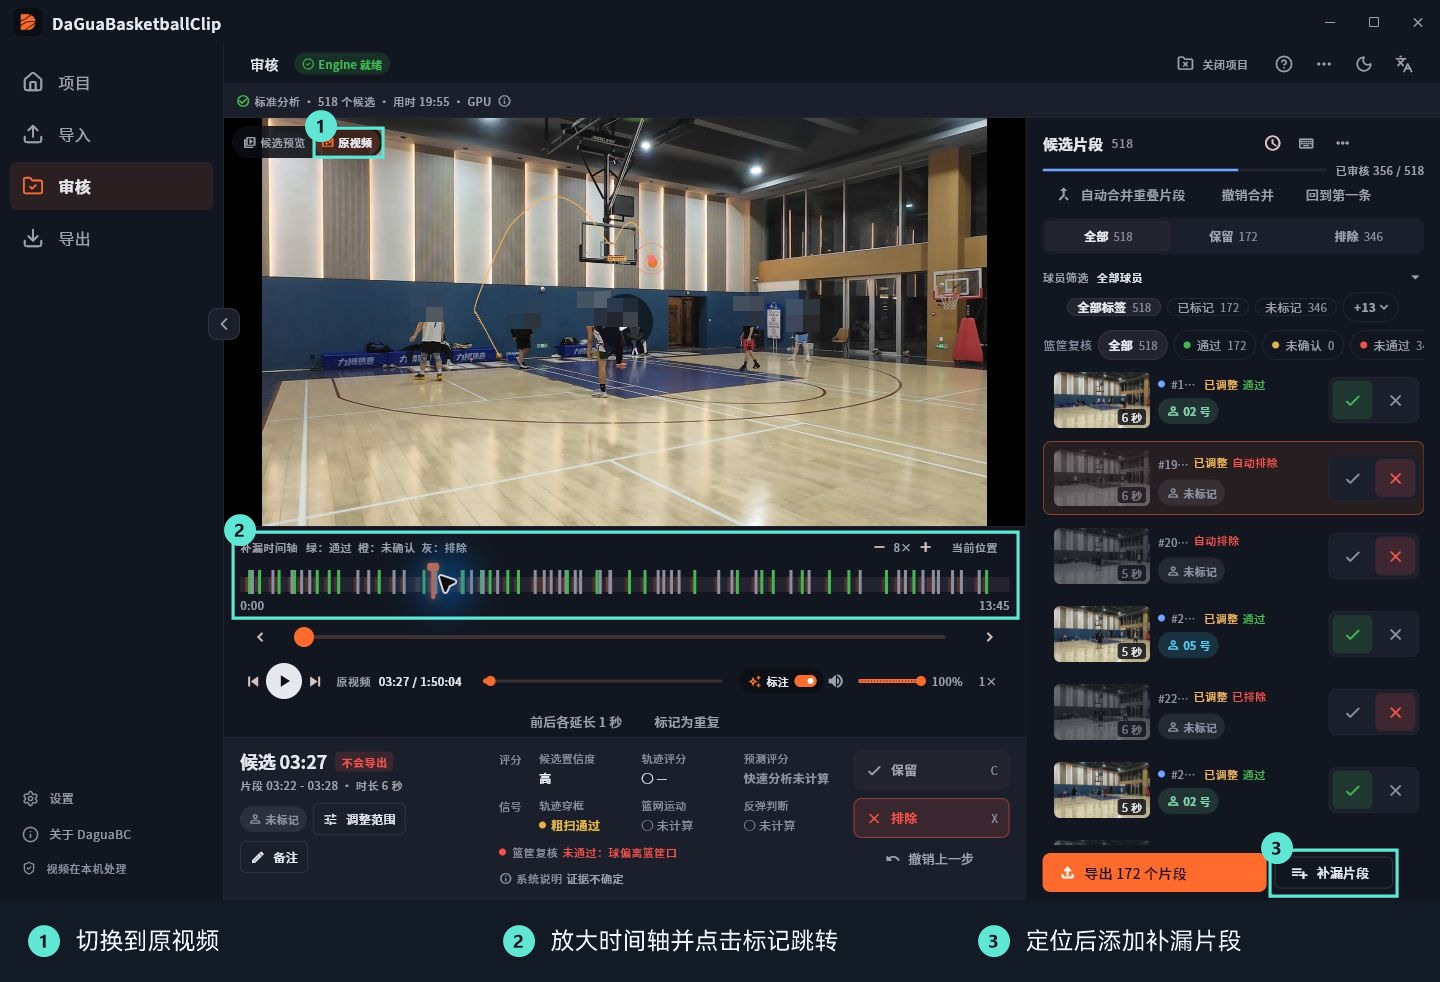 DaGuaBasketballClip
项目
导入
审核
导出
设置
关于 DaguaBC
视频在本机处理
审核
Engine 就绪
关闭项目
标准分析 · 518 个候选 · 用时 19:55 · GPU
候选预览
1
原视频
2
补漏时间轴 绿：通过 橙：未确认 灰：排除
8×
当前位置
0:00
13:45
原视频 03:27 / 1:50:04
标注
100%
1×
前后各延长 1 秒
标记为重复
候选 03:27
不会导出
片段 03:22 - 03:28 · 时长 6 秒
未标记
调整范围
备注
评分
候选置信度
高
轨迹评分
—
预测评分
快速分析未计算
信号
轨迹穿框
粗扫通过
篮网运动
未计算
反弹判断
未计算
篮筐复核 未通过：球偏离篮筐口
系统说明 证据不确定
保留 C
排除 X
撤销上一步
候选片段 518
已审核 356 / 518
自动合并重叠片段
撤销合并
回到第一条
全部 518
保留 172
排除 346
球员筛选 全部球员
全部标签 518
已标记 172
未标记 346
+13
篮筐复核
全部 518
通过 172
未确认 0
未通过 3
6 秒
#1… 已调整 通过
02 号
6 秒
#19… 已调整 自动排除
未标记
5 秒
#20… 自动排除
未标记
5 秒
#2… 已调整 通过
05 号
6 秒
#22… 已调整 已排除
未标记
5 秒
#2… 已调整 通过
02 号
3
导出 172 个片段
补漏片段
1 切换到原视频
2 放大时间轴并点击标记跳转
3 定位后添加补漏片段